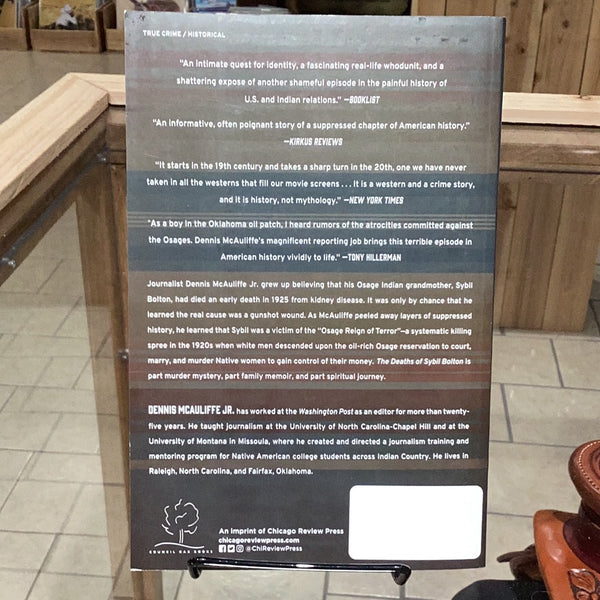 TRUE CRIME / HISTORICAL
"An intimate quest for identity, a fascinating real-life whodunit, and a
shattering expose of another shameful episode in the painful history of
U.S. and Indian relations." —BOOKLIST
"An informative, often poignant story of a suppressed chapter of American history."
—KIRKUS REVIEWS
"It starts in the 19th century and takes a sharp turn in the 20th, one we have never
taken in all the westerns that fill our movie screens . . . it is a western and a crime story,
and it is history, not mythology." —NEW YORK TIMES
"As a boy in the Oklahoma oil patch, I heard rumors of the atrocities committed against
the Osages. Dennis McAuliffe's magnificent reporting job brings this terrible episode in
American history vividly to life." —TONY HILLERMAN
Journalist Dennis McAuliffe Jr. grew up believing that his Osage Indian grandmother, Sybil
Bolton, had died an early death in 1925 from kidney disease. It was only by chance that he
learned the real cause was a gunshot wound. As McAuliffe peeled away layers of suppressed
history, he learned that Sybil was a victim of the "Osage Reign of Terror"—a systematic killing
spree in the 1920s when white men descended upon the oil-rich Osage reservation to court,
marry, and murder Native women to gain control of their money. The Deaths of Sybil Bolton is
part murder mystery, part family memoir, and part spiritual journey.
DENNIS MCAULIFFE JR. has worked at the Washington Post as an editor for more than twenty-
five years. He taught journalism at the University of North Carolina-Chapel Hill and at the
University of Montana in Missoula, where he created and directed a journalism training and
mentoring program for Native American college students across Indian Country. He lives in
Raleigh, North Carolina, and Fairfax, Oklahoma.
An Imprint of Chicago Review Press
chicagoreviewpress.com
@ChiReviewPress
COUNCIL OAK BOOKS